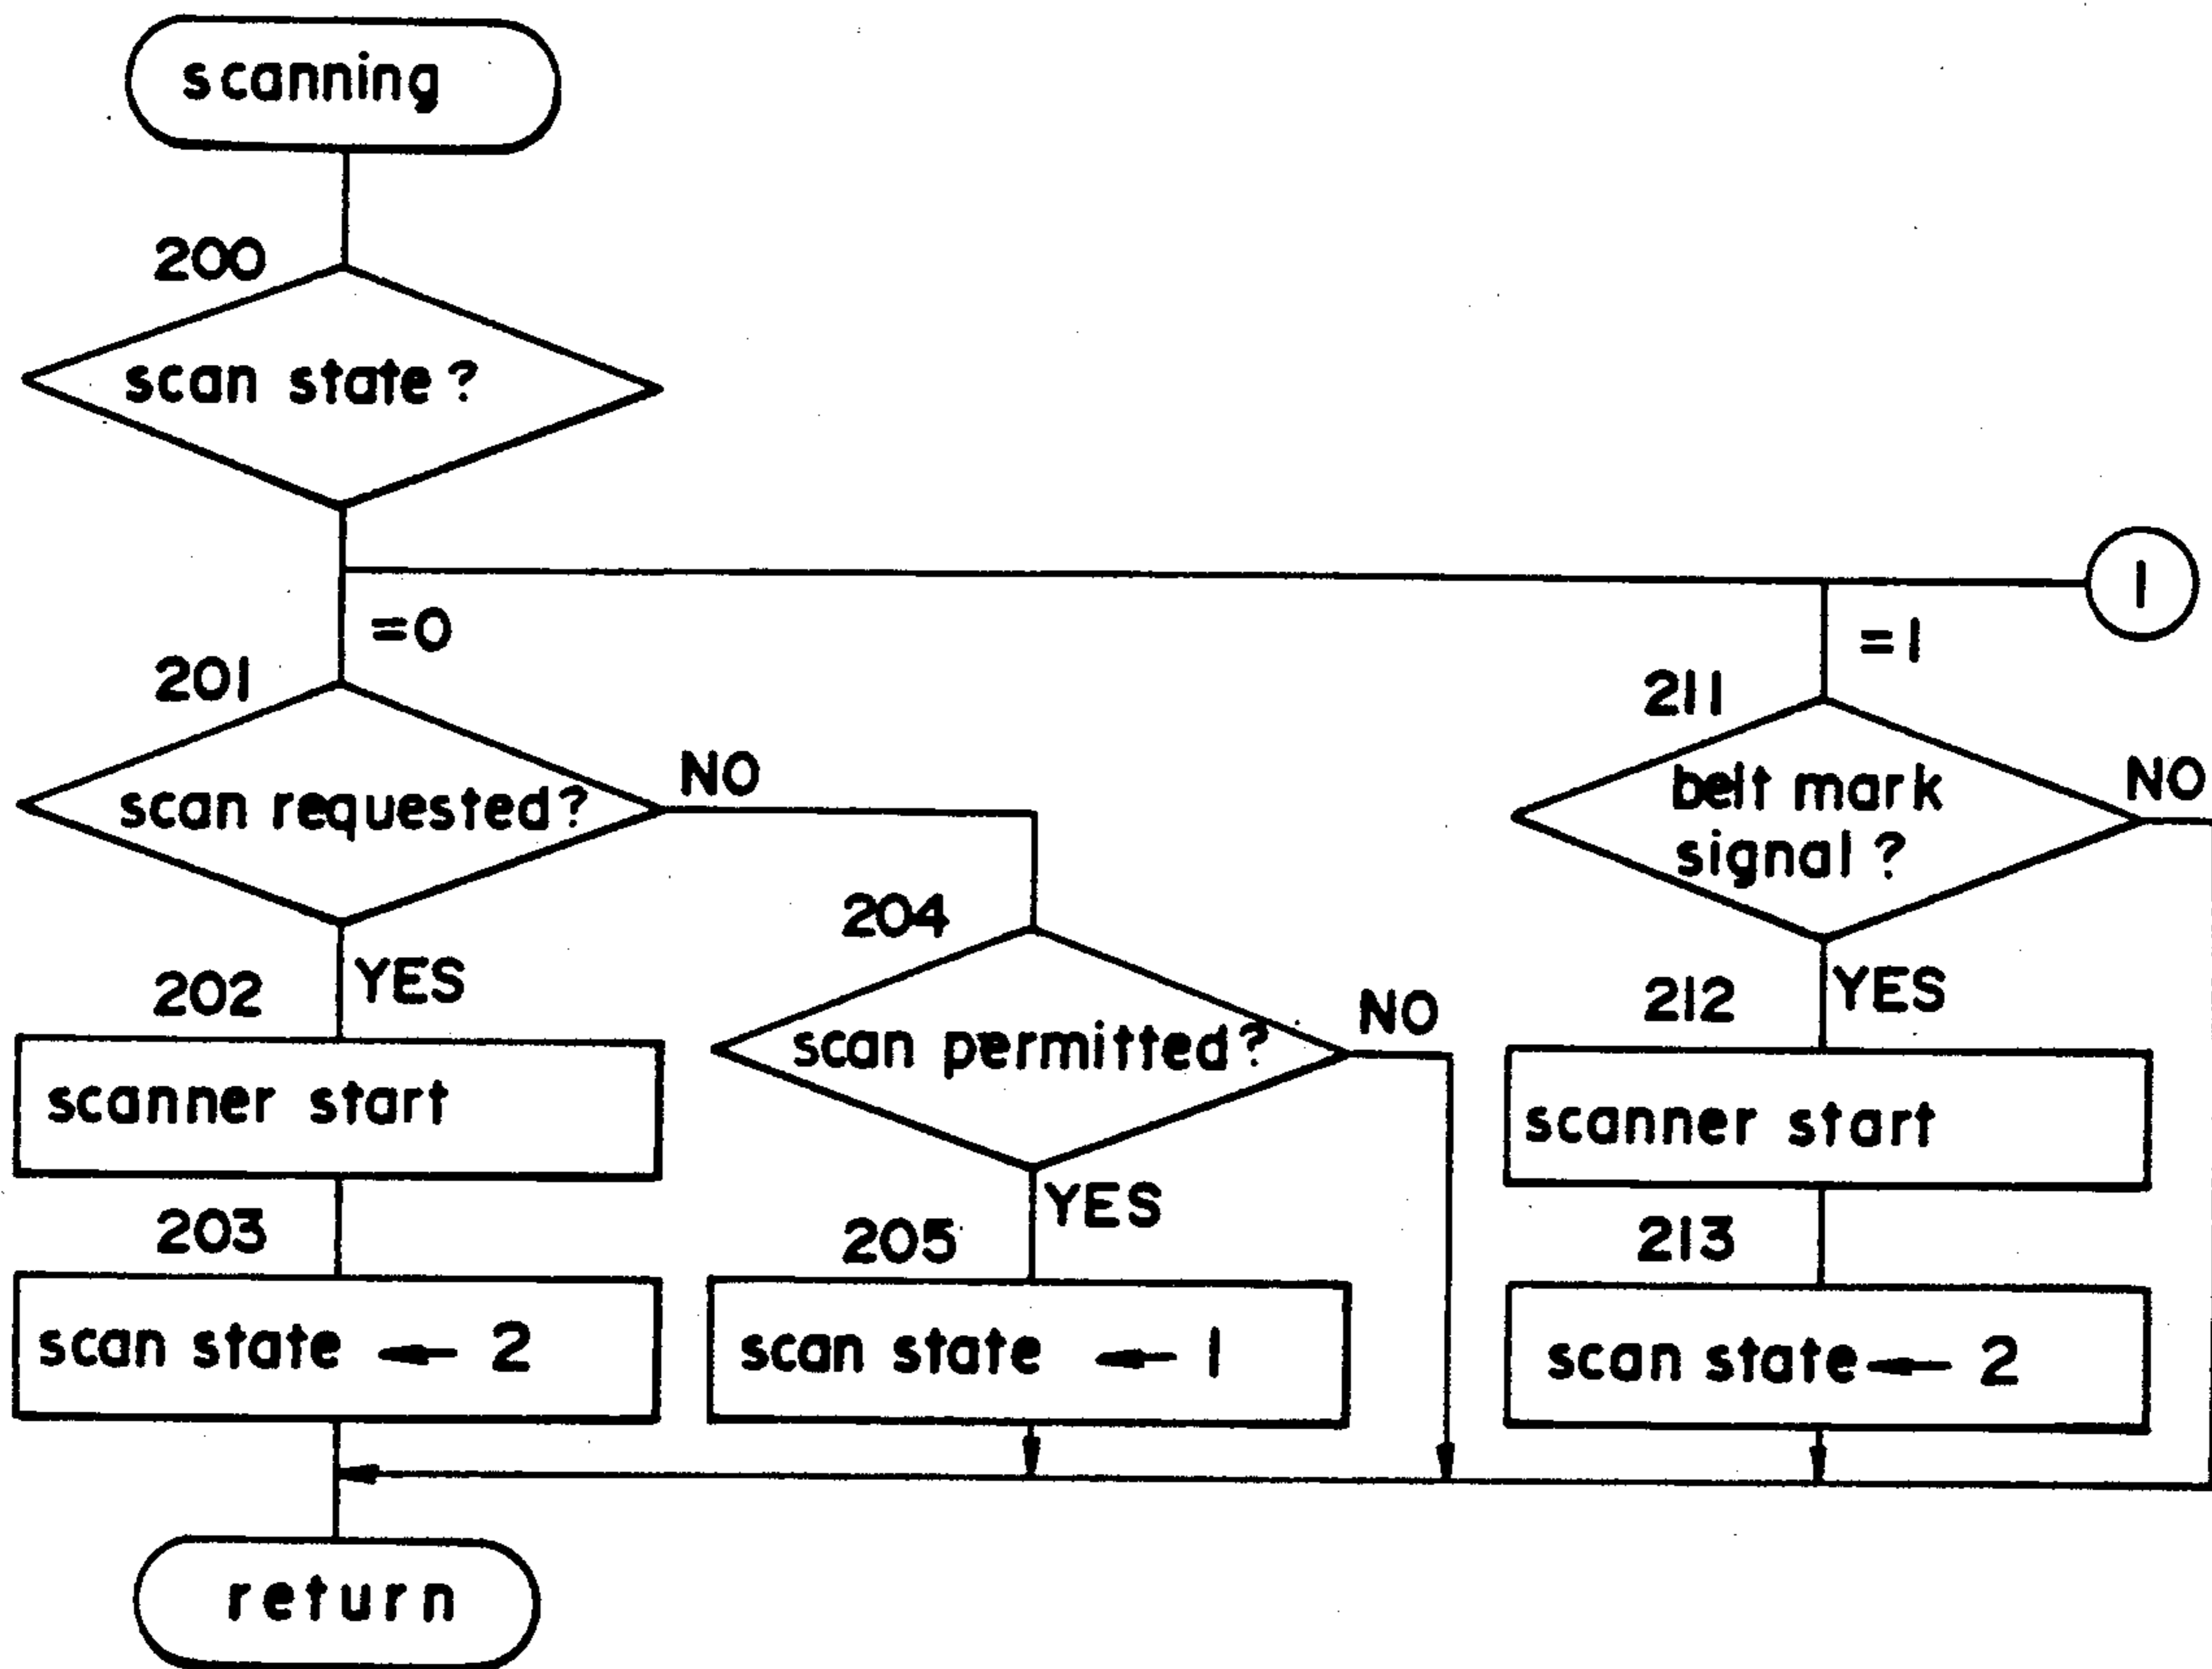 scanning
200
scan state?
1
=0
=1
201
scan requested?
NO
211
belt mark
signal?
NO
204
scan permitted?
NO
202
YES
scanner start
212
YES
scanner start
203
scan state ← 2
205
YES
scan state ← 1
213
scan state ← 2
return